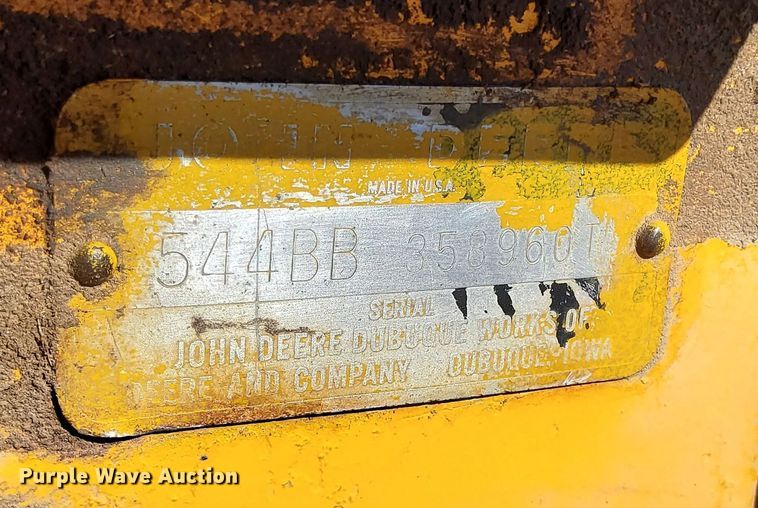 JOHN DEERE
MADE IN U.S.A.
544BB 358960T
SERIAL
JOHN DEERE DUBUQUE WORKS OF
DEERE AND COMPANY DUBUQUE, IOWA
Purple Wave Auction